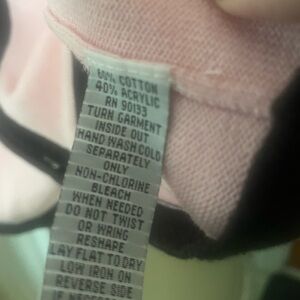 60% COTTON
40% ACRYLIC
RN 90133
TURN GARMENT
INSIDE OUT
HAND WASH COLD
SEPARATELY
ONLY
NON-CHLORINE
BLEACH
WHEN NEEDED
DO NOT TWIST
OR WRING
RESHAPE
LAY FLAT TO DRY
LOW IRON ON
REVERSE SIDE